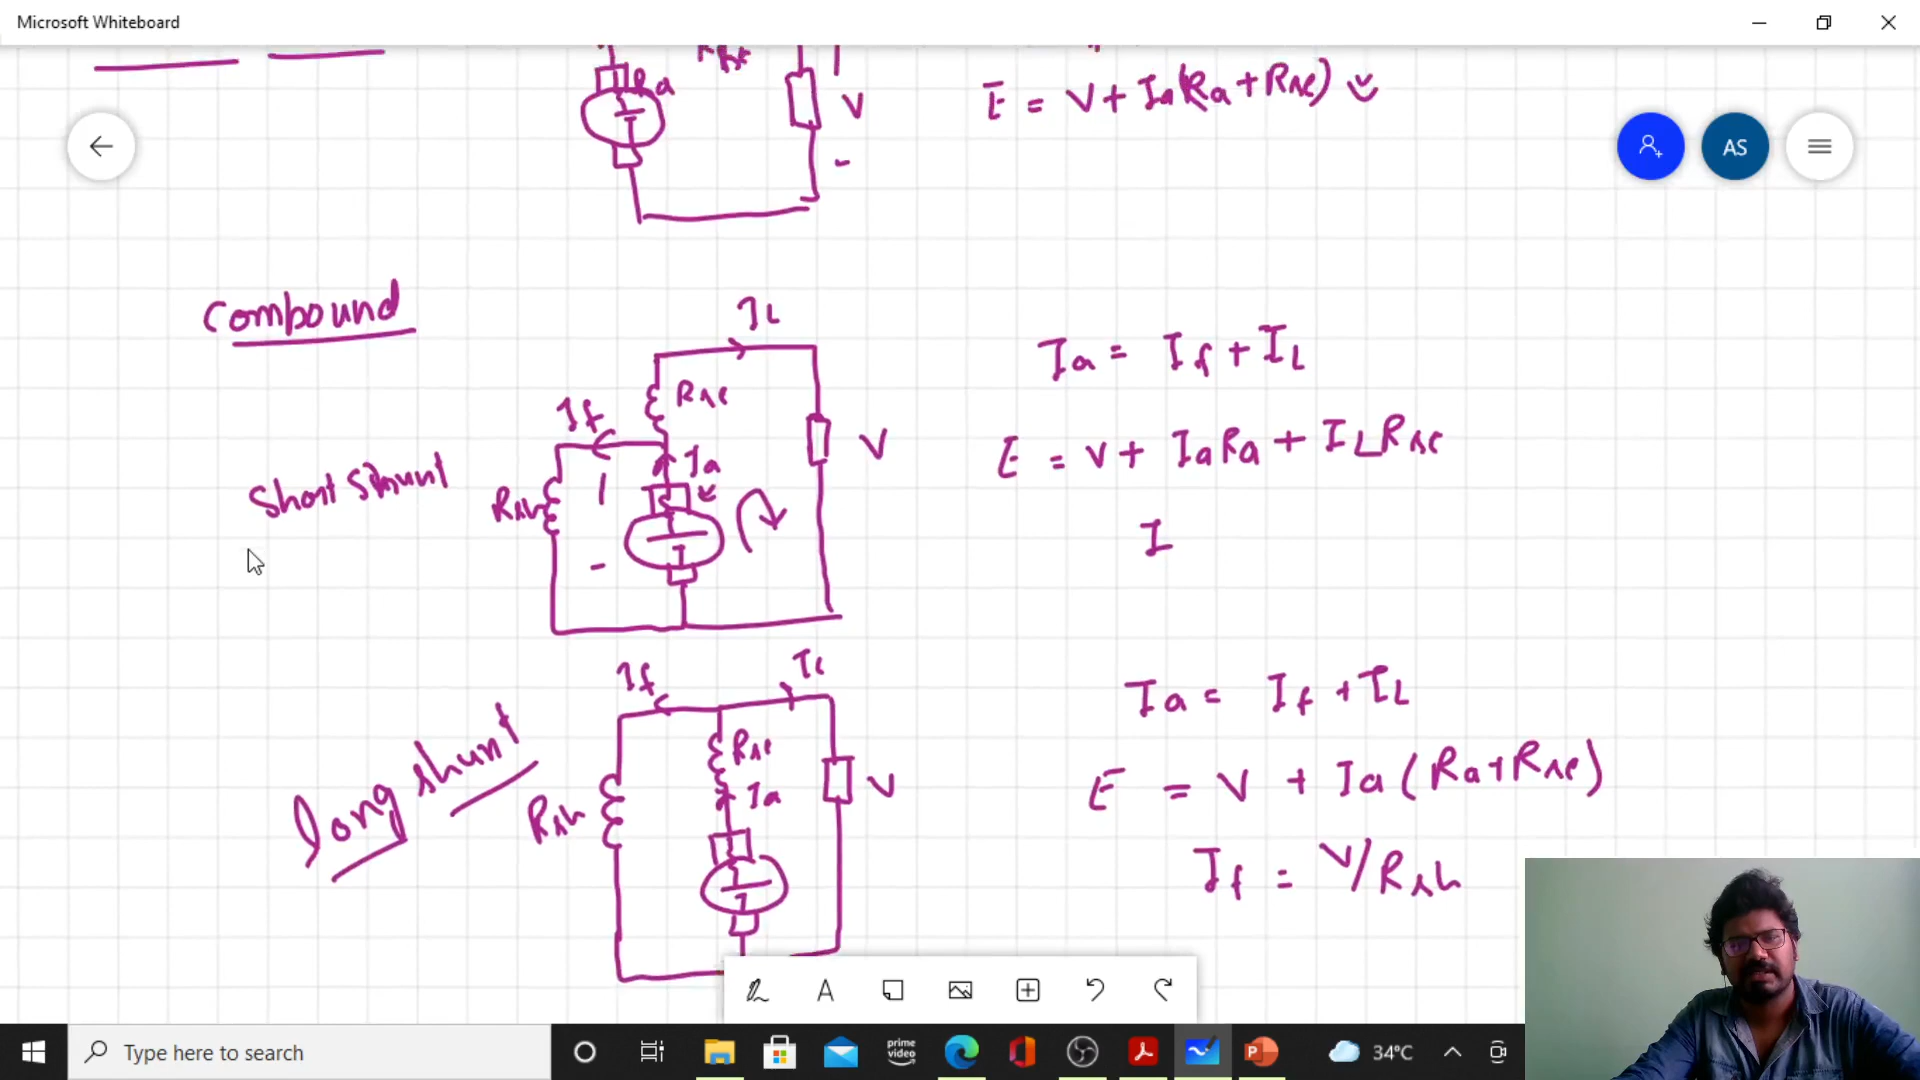 Microsoft Whiteboard
Ra
V
-
E = V + Ia(Ra + Rse)
AS
Compound
IL
Rse
If
V
Ia
Short Shunt
Rsh
-
Ia = If + IL
E = V + IaRa + ILRse
I
long shunt
If
IL
Rse
Ia
V
Rsh
Ia = If + IL
E = V + Ia (Ra + Rse)
If = V/Rsh
A
Type here to search
prime video
34°C